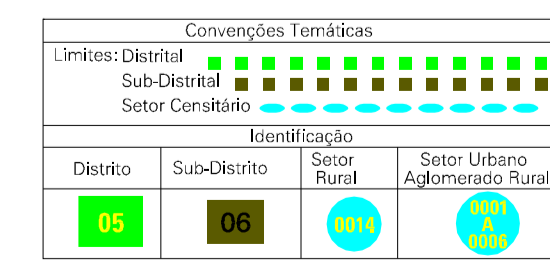 Convenções Temáticas
Limites: Distrital
Sub-Distrital
Setor Censitário
Identificação
Distrito
Sub-Distrito
Setor
Rural
Setor Urbano
Aglomerado Rural
05
06
0014
0001
A
0006